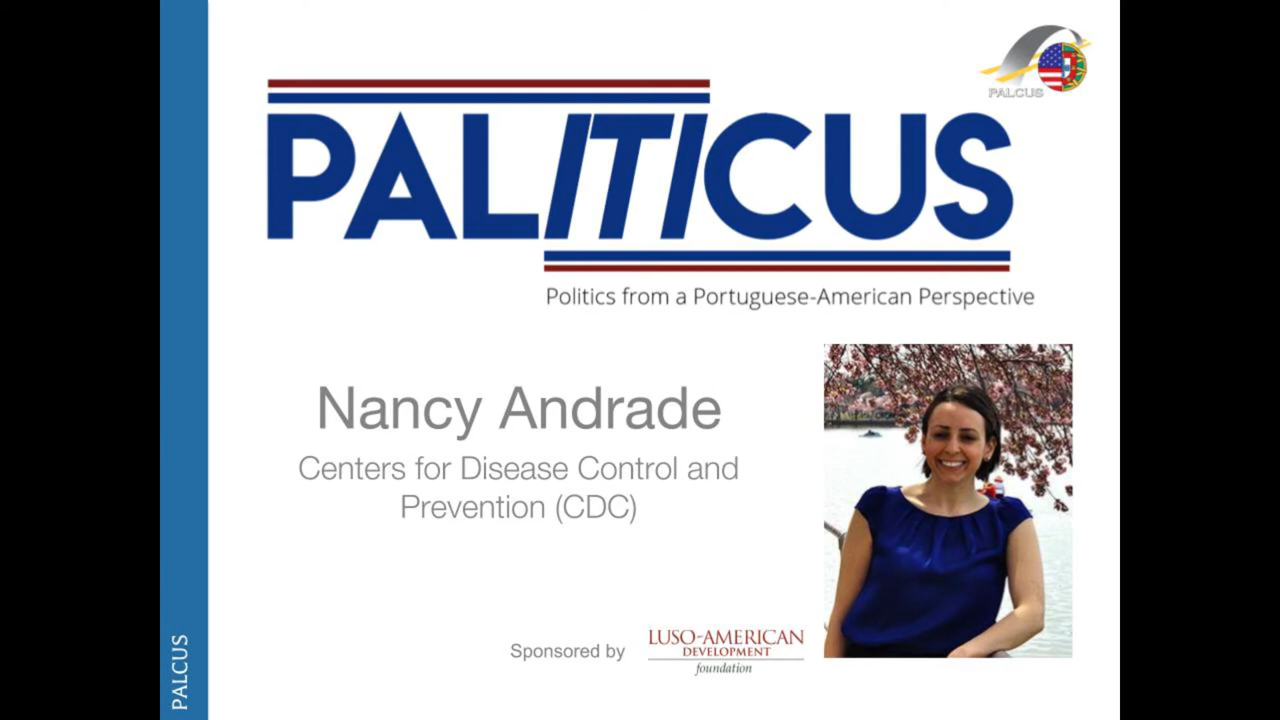 PALCUS
PALITICUS
Politics from a Portuguese-American Perspective
Nancy Andrade
Centers for Disease Control and
Prevention (CDC)
Sponsored by
LUSO-AMERICAN
DEVELOPMENT
foundation
PALCUS